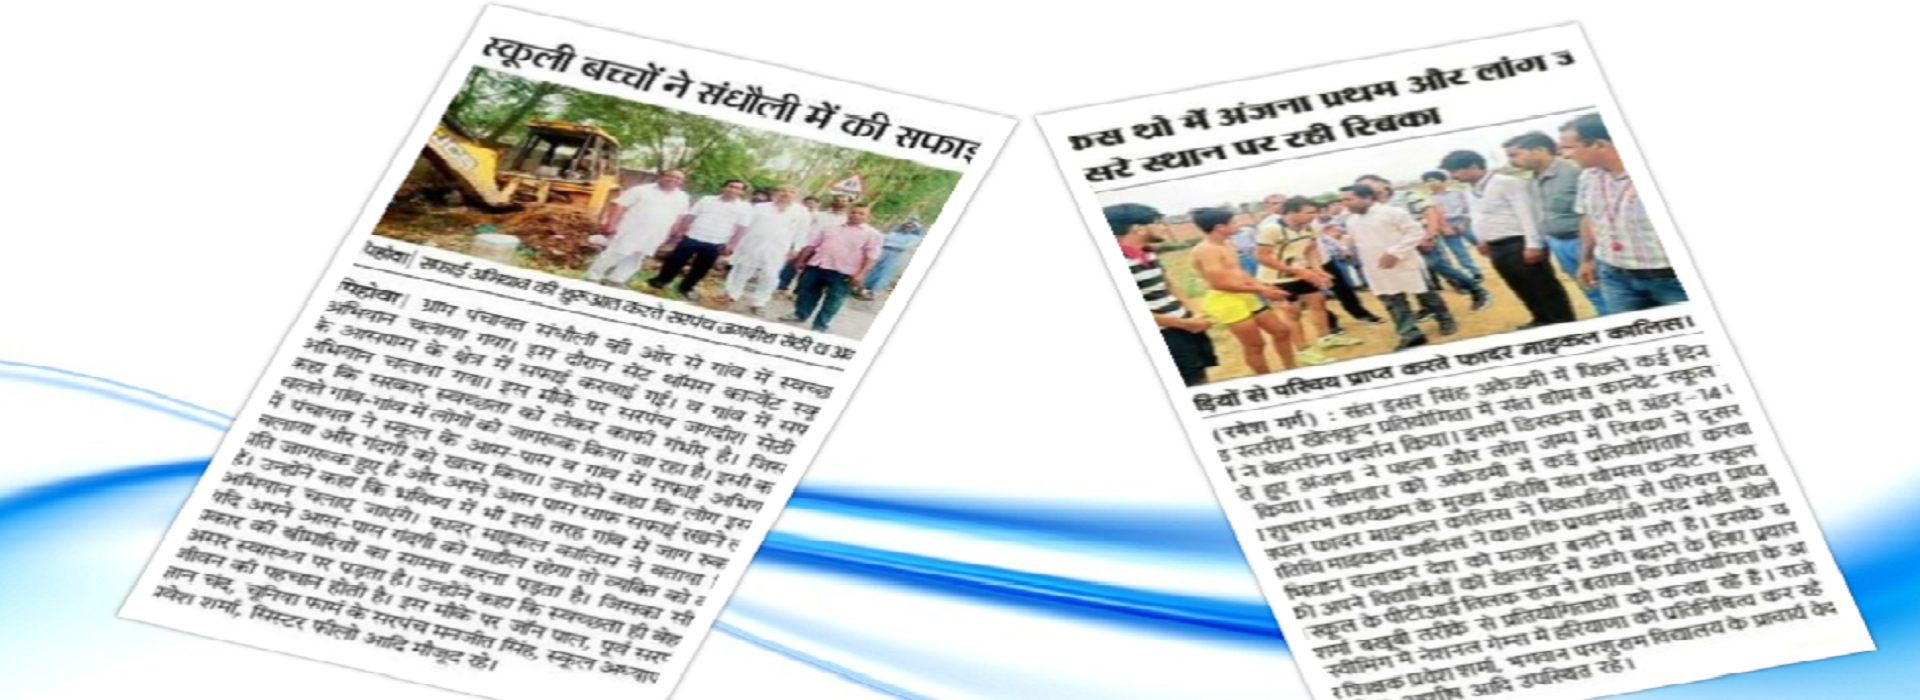 स्कूली बच्चों ने संधौली में की सफाइ
पिहोवा| सफाई अभियान की शुरूआत करते सरपंच जगदीश सेठी व अन
पिहोवा| ग्राम पंचायत संधौली की ओर से गांव में स्वच्छ
अभियान चलाया गया। इस दौरान सेंट थॉमस कान्वेंट स्कू
के आसपास के क्षेत्र में सफाई करवाई गई। व गांव में सफ
अभियान चलाया गया। इस मौके पर सरपंच जगदीश सेठी
कहा कि सरकार स्वच्छता को लेकर काफी गंभीर है। जिस
चलते गांव-गांव में लोगों को जागरूक किया जा रहा है। इसी क
में पंचायत ने स्कूल के आस-पास व गांव में सफाई अभिय
चलाया और गंदगी को खत्म किया। उन्होंने कहा कि लोग इस
प्रति जागरूक हुए हैं और अपने आस पास साफ सफाई रखने ल
है। उन्होंने कहा कि भविष्य में भी इसी तरह गांव में जाग रूक
अभियान चलाए जाएंगे। फादर माइकल कालिस ने बताया
यदि अपने आस-पास गंदगी को माहौल रहेगा तो व्यक्ति को
प्रकार की बीमारियों का सामना करना पड़ता है। जिसका सी
असर स्वास्थ्य पर पड़ता है। उन्होंने कहा कि स्वच्छता ही बेह
जीवन की पहचान होती है। इस मौके पर जॉन पाल, पूर्व सरप
ज्ञान चंद, चुनिया फार्म के सरपंच मनजीत सिंह, स्कूल अध्याप
प्रवेश शर्मा, मिस्टर फीलो आदि मौजूद रहे।
कस थ्रो में अंजना प्रथम और लांग ज
सरे स्थान पर रही रिबका
ड़ियों से परिचय प्राप्त करते फादर माइकल कालिस।
(रमेश गर्ग) : संत इसर सिंह अकेडमी में पिछले कई दिन
स्तरीय खेलकूद प्रतियोगिता में संत थोमस कान्वेंट स्कूल
ने बेहतरीन प्रदर्शन किया। इसमें डिस्कस थ्रो में अंडर-14
ते हुए अंजना ने पहला और लोंग जम्प में रिबका ने दूसर
किया। सोमवार को अकेडमी में कई प्रतियोगिताएं करवा
शुभारंभ कार्यक्रम के मुख्य अतिथि संत थोमस कन्वेंट स्कूल
पल फादर माइकल कालिस ने खिलाडियों से परिचय प्राप्त
तिथि माइकल कालिस ने कहा कि प्रधानमंत्री नरेंद्र मोदी खेलो
भियान चलाकर देश को मजबूत बनाने में लगे है। इसके च
को अपने विद्यार्थियों को खेलकूद में आगे बढ़ाने के लिए प्रयास
स्कूल के पीटीआई तिलक राज ने बताया कि प्रतियोगिता के अ
शर्मा बखूबी तरीके से प्रतियोगिताओं को करवा रहे है। राजे
स्वीमिंग में नेशनल गेम्स में हरियाणा को प्रतिनिधित्व कर रहे
शिक्षक प्रवेश शर्मा, भगवान परशुराम विद्यालय के प्राचार्य वेद
आदि उपस्थित रहे।